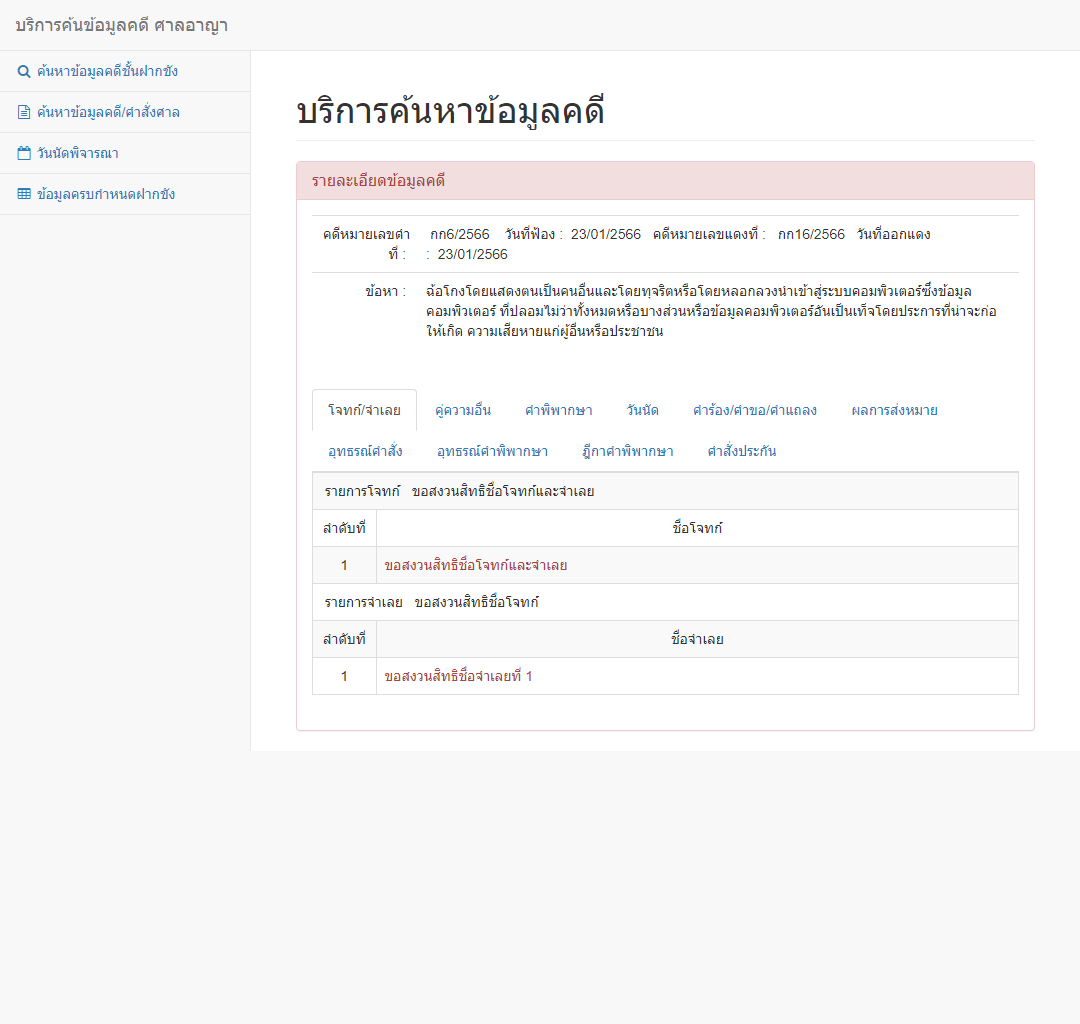 บริการค้นข้อมูลคดี ศาลอาญา
ค้นหาข้อมูลคดีชั้นฝากขัง
ค้นหาข้อมูลคดี/คำสั่งศาล
วันนัดพิจารณา
ข้อมูลครบกำหนดฝากขัง
บริการค้นหาข้อมูลคดี
รายละเอียดข้อมูลคดี
คดีหมายเลขดำ กก6/2566 วันที่ฟ้อง : 23/01/2566 คดีหมายเลขแดงที่ : กก16/2566 วันที่ออกแดง
ที่ : : 23/01/2566
ข้อหา : ฉ้อโกงโดยแสดงตนเป็นคนอื่นและโดยทุจริตหรือโดยหลอกลวงนำเข้าสู่ระบบคอมพิวเตอร์ซึ่งข้อมูล
คอมพิวเตอร์ ที่ปลอมไม่ว่าทั้งหมดหรือบางส่วนหรือข้อมูลคอมพิวเตอร์อันเป็นเท็จโดยประการที่น่าจะก่อ
ให้เกิด ความเสียหายแก่ผู้อื่นหรือประชาชน
โจทก์/จำเลย คู่ความอื่น คำพิพากษา วันนัด คำร้อง/คำขอ/คำแถลง ผลการส่งหมาย
อุทธรณ์คำสั่ง อุทธรณ์คำพิพากษา ฎีกาคำพิพากษา คำสั่งประกัน
รายการโจทก์ ขอสงวนสิทธิชื่อโจทก์และจำเลย
ลำดับที่ ชื่อโจทก์
1 ขอสงวนสิทธิชื่อโจทก์และจำเลย
รายการจำเลย ขอสงวนสิทธิชื่อโจทก์
ลำดับที่ ชื่อจำเลย
1 ขอสงวนสิทธิชื่อจำเลยที่ 1